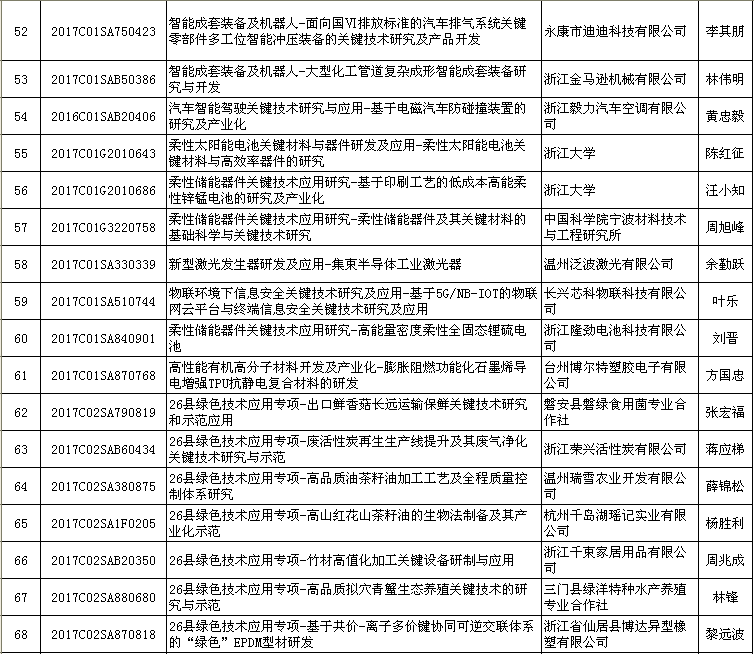 52 2017C01SA750423 智能成套装备及机器人-面向国Ⅵ排放标准的汽车排气系统关键 永康市迪迪科技有限公司 李其朋
零部件多工位智能冲压装备的关键技术研究及产品开发
53 2017C01SAB50386 智能成套装备及机器人-大型化工管道复杂成形智能成套装备研 浙江金马逊机械有限公司 林伟明
究与开发
54 2016C01SAB20406 汽车智能驾驶关键技术研究与应用-基于电磁汽车防碰撞装置的 浙江毅力汽车空调有限公 黄忠毅
的研究及产业化 司
55 2017C01G2010643 柔性太阳能电池关键材料与器件研发及应用-柔性太阳能电池关 浙江大学 陈红征
键材料与高效率器件的研究
56 2017C01G2010686 柔性储能器件关键技术应用研究-基于印刷工艺的低成本高能柔 浙江大学 汪小知
性锌锰电池的研究及产业化
57 2017C01G3220758 柔性储能器件关键技术应用研究-柔性储能器件及其关键材料的 中国科学院宁波材料技术 周旭峰
基础科学与关键技术研究 与工程研究所
58 2017C01SA330339 新型激光发生器研发及应用-集束半导体工业激光器 温州泛波激光有限公司 余勤跃
59 2017C01SA510744 物联环境下信息安全关键技术研究及应用-基于5G/NB-IOT的物联 长兴芯科物联科技有限公 叶乐
网云平台与终端信息安全关键技术研究及应用 司
60 2017C01SA840901 柔性储能器件关键技术应用研究-高能量密度柔性全固态锂硫电 浙江隆劲电池科技有限公 刘晋
池 司
61 2017C01SA870768 高性能有机高分子材料开发及产业化-膨胀阻燃功能化石墨烯导 台州博尔特塑胶电子有限 方国忠
电增强TPU抗静电复合材料的研发 公司
62 2017C02SA790819 26县绿色技术应用专项-出口鲜香菇长远运输保鲜关键技术研究 磐安县磐绿食用菌专业合 张宏福
和示范应用 作社
63 2017C02SAB60434 26县绿色技术应用专项-废活性炭再生生产线提升及其废气净化 浙江荣兴活性炭有限公司 蒋应梯
关键技术研究与示范
64 2017C02SA380875 26县绿色技术应用专项-高品质油茶籽油加工工艺及全程质量控 温州瑞雪农业开发有限公 薛锦松
制体系研究 司
65 2017C02SA1F0205 26县绿色技术应用专项-高山红花山茶籽油的生物法制备及其产 杭州千岛湖瑶记实业有限 杨胜利
业化示范 公司
66 2017C02SAB20350 26县绿色技术应用专项-竹材高值化加工关键设备研制与应用 浙江千束家居用品有限公 周兆成
司
67 2017C02SA880680 26县绿色技术应用专项-高品质拟穴青蟹生态养殖关键技术的研 三门县绿洋特种水产养殖 林锋
究与示范 专业合作社
68 2017C02SA870818 26县绿色技术应用专项-基于共价-离子多价键协同可逆交联体系 浙江省仙居县博达异型橡 黎远波
的“绿色”EPDM型材研发 塑有限公司